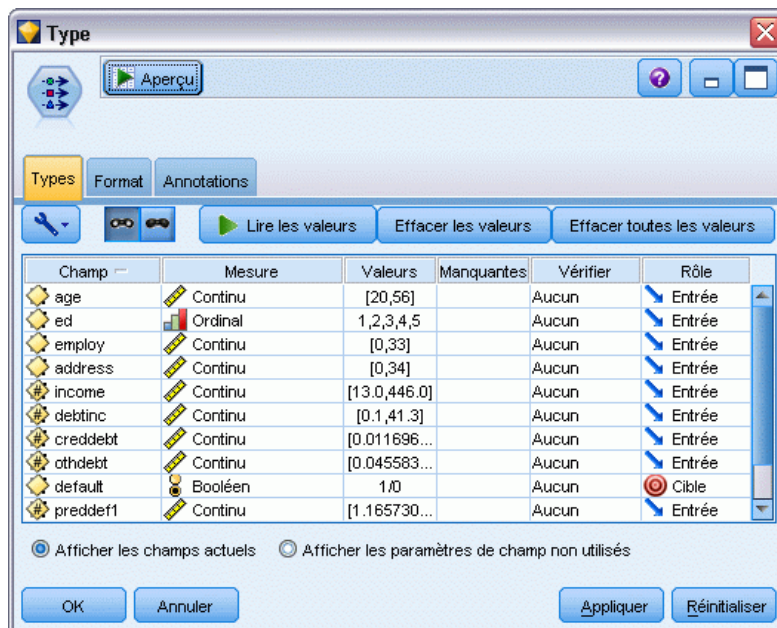 Type
Aperçu
Types Format Annotations
Lire les valeurs Effacer les valeurs Effacer toutes les valeurs
Champ Mesure Valeurs Manquantes Vérifier Rôle
age Continu [20,56] Aucun Entrée
ed Ordinal 1,2,3,4,5 Aucun Entrée
employ Continu [0,33] Aucun Entrée
address Continu [0,34] Aucun Entrée
income Continu [13.0,446.0] Aucun Entrée
debtinc Continu [0.1,41.3] Aucun Entrée
creddebt Continu [0.011696... Aucun Entrée
othdebt Continu [0.045583... Aucun Entrée
default Booléen 1/0 Aucun Cible
preddef1 Continu [1.165730... Aucun Entrée
Afficher les champs actuels Afficher les paramètres de champ non utilisés
OK Annuler Appliquer Réinitialiser